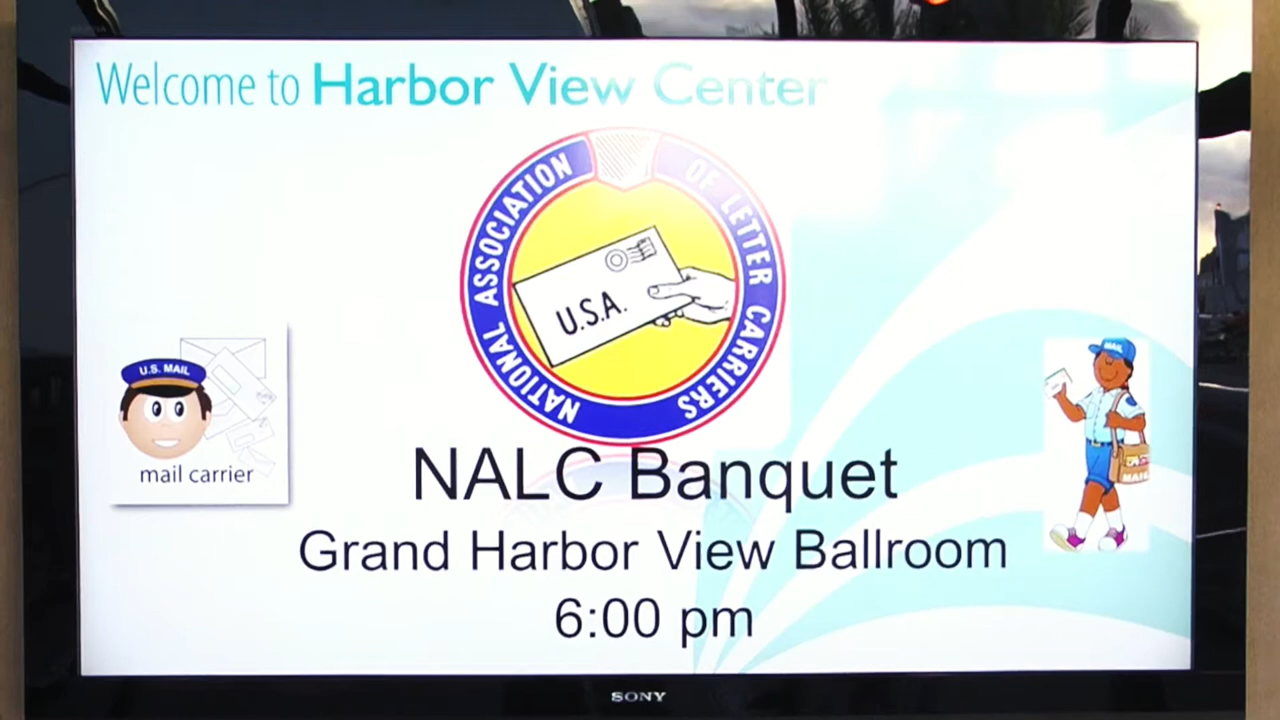 Welcome to Harbor View Center
NATIONAL ASSOCIATION OF LETTER CARRIERS
U.S.A.
U.S. MAIL
mail carrier
MAIL
MAIL
NALC Banquet
Grand Harbor View Ballroom
6:00 pm
SONY